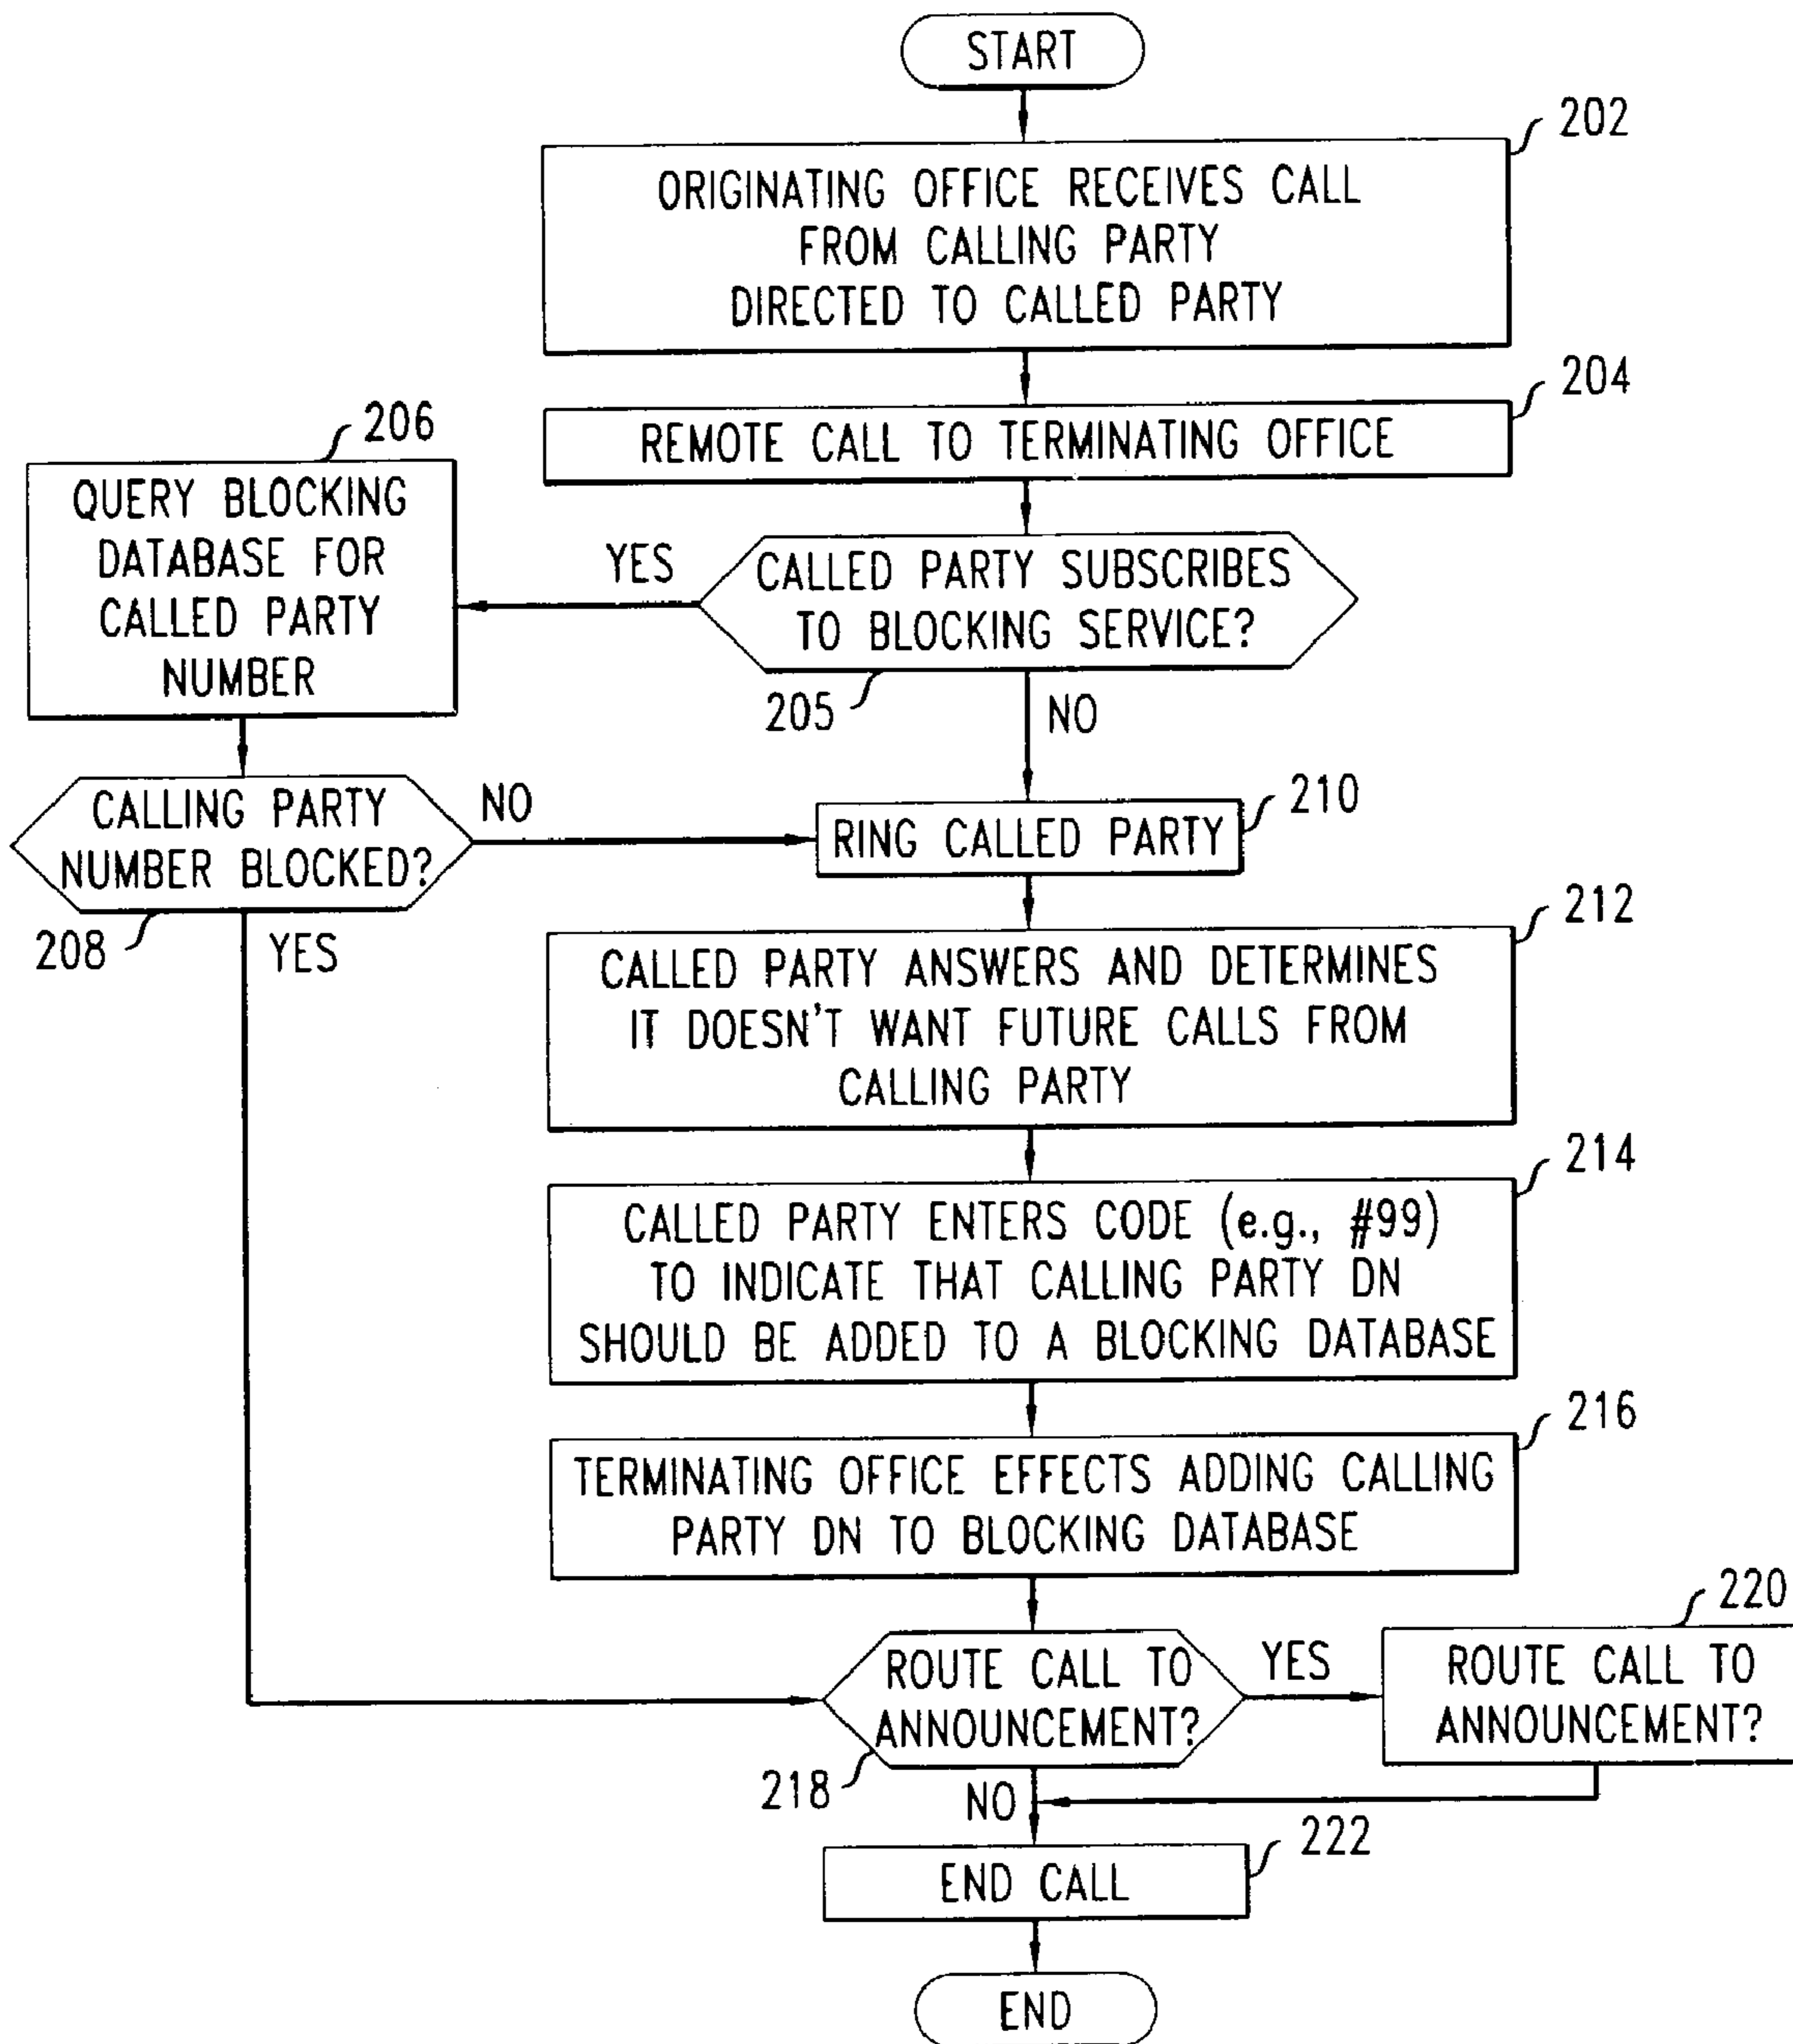 START
202
ORIGINATING OFFICE RECEIVES CALL
FROM CALLING PARTY
DIRECTED TO CALLED PARTY
204
REMOTE CALL TO TERMINATING OFFICE
206
QUERY BLOCKING
DATABASE FOR
CALLED PARTY
NUMBER
YES
CALLED PARTY SUBSCRIBES
TO BLOCKING SERVICE?
205
NO
CALLING PARTY
NUMBER BLOCKED?
NO
208
YES
210
RING CALLED PARTY
212
CALLED PARTY ANSWERS AND DETERMINES
IT DOESN'T WANT FUTURE CALLS FROM
CALLING PARTY
214
CALLED PARTY ENTERS CODE (e.g., #99)
TO INDICATE THAT CALLING PARTY DN
SHOULD BE ADDED TO A BLOCKING DATABASE
216
TERMINATING OFFICE EFFECTS ADDING CALLING
PARTY DN TO BLOCKING DATABASE
ROUTE CALL TO
ANNOUNCEMENT?
218
YES
220
ROUTE CALL TO
ANNOUNCEMENT?
NO
222
END CALL
END